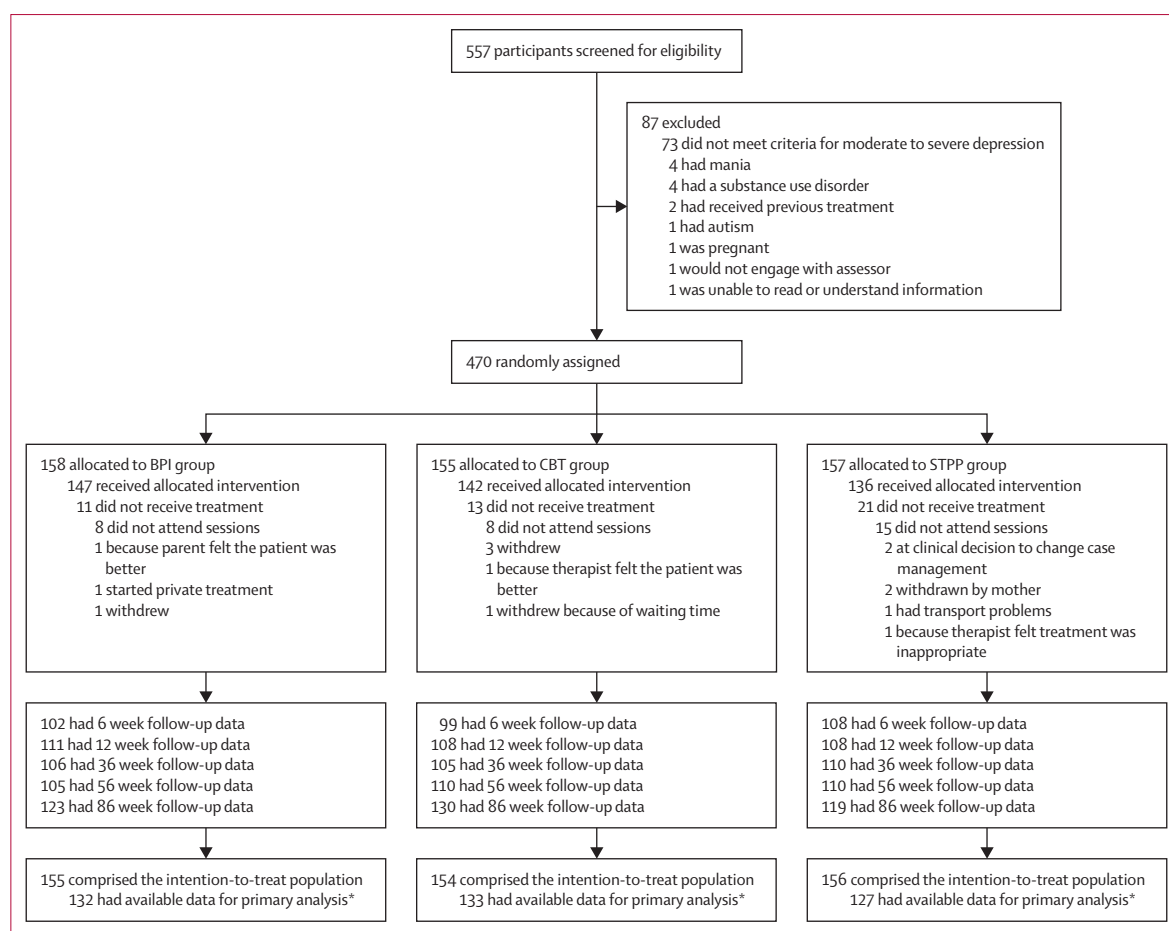 557 participants screened for eligibility
87 excluded
73 did not meet criteria for moderate to severe depression
4 had mania
4 had a substance use disorder
2 had received previous treatment
1 had autism
1 was pregnant
1 would not engage with assessor
1 was unable to read or understand information
470 randomly assigned
158 allocated to BPI group
147 received allocated intervention
11 did not receive treatment
8 did not attend sessions
1 because parent felt the patient was
better
1 started private treatment
1 withdrew
155 allocated to CBT group
142 received allocated intervention
13 did not receive treatment
8 did not attend sessions
3 withdrew
1 because therapist felt the patient was
better
1 withdrew because of waiting time
157 allocated to STPP group
136 received allocated intervention
21 did not receive treatment
15 did not attend sessions
2 at clinical decision to change case
management
2 withdrawn by mother
1 had transport problems
1 because therapist felt treatment was
inappropriate
102 had 6 week follow-up data
111 had 12 week follow-up data
106 had 36 week follow-up data
105 had 56 week follow-up data
123 had 86 week follow-up data
99 had 6 week follow-up data
108 had 12 week follow-up data
105 had 36 week follow-up data
110 had 56 week follow-up data
130 had 86 week follow-up data
108 had 6 week follow-up data
108 had 12 week follow-up data
110 had 36 week follow-up data
110 had 56 week follow-up data
119 had 86 week follow-up data
155 comprised the intention-to-treat population
132 had available data for primary analysis*
154 comprised the intention-to-treat population
133 had available data for primary analysis*
156 comprised the intention-to-treat population
127 had available data for primary analysis*